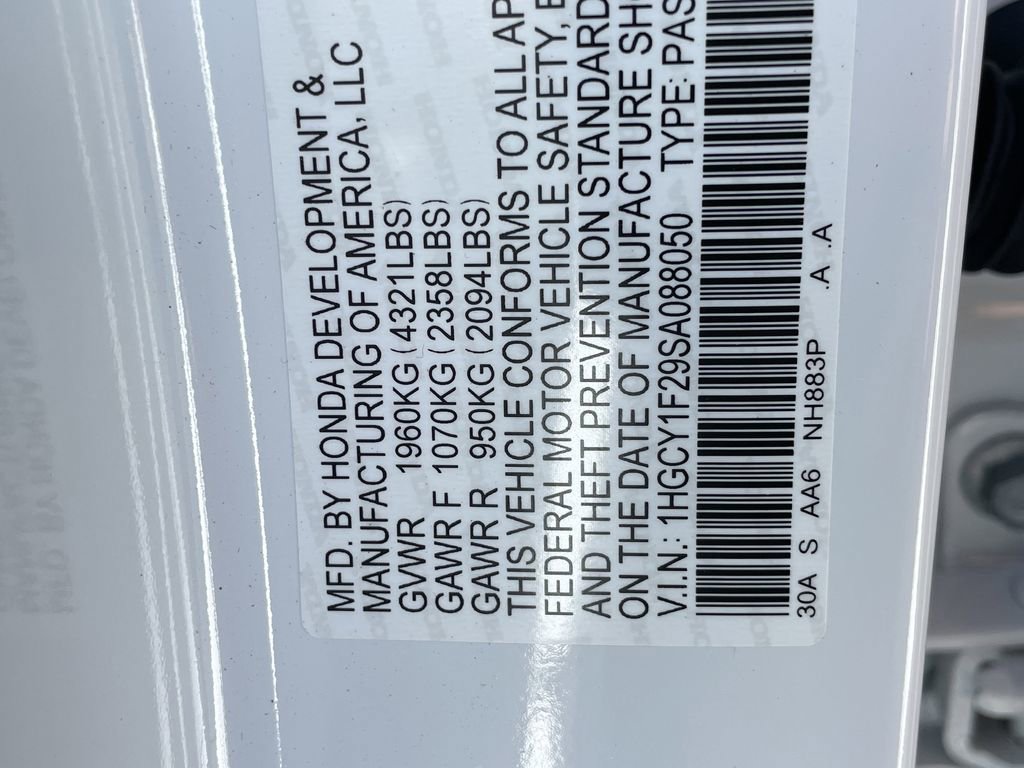 MFD. BY HONDA DEVELOPMENT &
MANUFACTURING OF AMERICA, LLC
GVWR 1960KG (4321LBS)
GAWR F 1070KG (2358LBS)
GAWR R 950KG (2094LBS)
THIS VEHICLE CONFORMS TO ALL AP
FEDERAL MOTOR VEHICLE SAFETY,
AND THEFT PREVENTION STANDARD
ON THE DATE OF MANUFACTURE SH
V.I.N.: 1HGCY1F29SA088050 TYPE: PAS
30A S AA6 NH883P .A .A